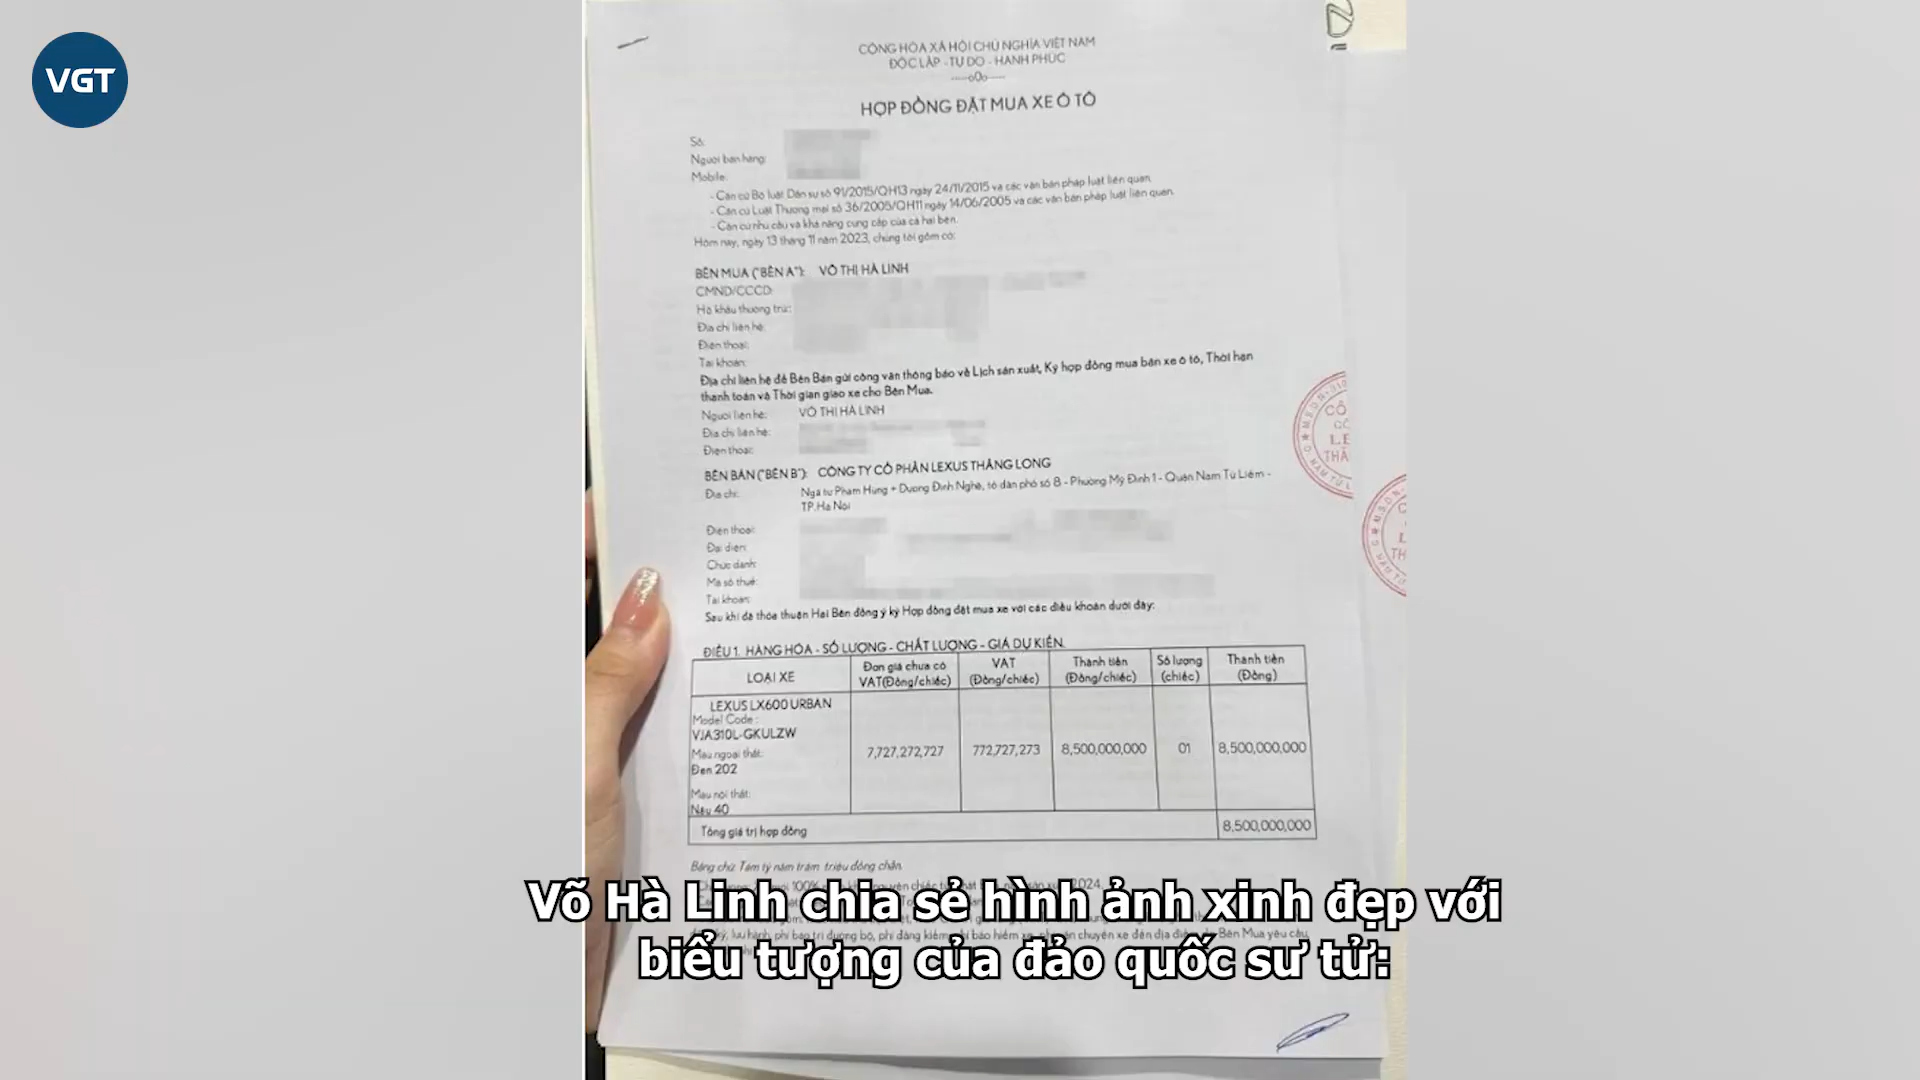 VGT
CỘNG HÒA XÃ HỘI CHỦ NGHĨA VIỆT NAM
ĐỘC LẬP - TỰ DO - HẠNH PHÚC
-----o0o-----
HỢP ĐỒNG ĐẶT MUA XE Ô TÔ
Số:
Người bán hàng:
Mobile:
- Căn cứ Bộ luật Dân sự số 91/2015/QH13 ngày 24/11/2015 và các văn bản pháp luật liên quan.
- Căn cứ Luật Thương mại số 36/2005/QH11 ngày 14/06/2005 và các văn bản pháp luật liên quan.
- Căn cứ nhu cầu và khả năng cung cấp của cả hai bên.
Hôm nay, ngày 13 tháng 11 năm 2023, chúng tôi gồm có:
BÊN MUA ("BÊN A"): VÕ THỊ HÀ LINH
CMND/CCCD:
Hộ khẩu thường trú:
Địa chỉ liên hệ:
Điện thoại:
Tài khoản:
Địa chỉ liên hệ để Bên Bán gửi công văn thông báo về Lịch sản xuất, Ký hợp đồng mua bán xe ô tô, Thời hạn
thanh toán và Thời gian giao xe cho Bên Mua.
Người liên hệ: VÕ THỊ HÀ LINH
Địa chỉ liên hệ:
Điện thoại:
BÊN BÁN ("BÊN B"): CÔNG TY CỔ PHẦN LEXUS THĂNG LONG
Địa chỉ: Ngã tư Phạm Hùng + Dương Đình Nghệ, tổ dân phố số 8 - Phường Mỹ Đình 1 - Quận Nam Từ Liêm -
TP.Hà Nội
Điện thoại:
Đại diện:
Chức danh:
Mã số thuế:
Tài khoản:
Sau khi đã thỏa thuận Hai Bên đồng ý ký Hợp đồng đặt mua xe với các điều khoản dưới đây:
ĐIỀU 1. HÀNG HÓA - SỐ LƯỢNG - CHẤT LƯỢNG - GIÁ DỰ KIẾN.
LOẠI XE Đơn giá chưa có VAT(Đồng/chiếc) VAT (Đồng/chiếc) Thành tiền (Đồng/chiếc) Số lượng (chiếc) Thành tiền (Đồng)
LEXUS LX600 URBAN
Model Code :
VJA310L-GKULZW
Màu ngoại thất:
Đen 202
Màu nội thất:
Nâu 40
7,727,272,727 772,727,273 8,500,000,000 01 8,500,000,000
Tổng giá trị hợp đồng 8,500,000,000
Bằng chữ: Tám tỷ năm trăm triệu đồng chẵn.
Võ Hà Linh chia sẻ hình ảnh xinh đẹp với
biểu tượng của đảo quốc sư tử: